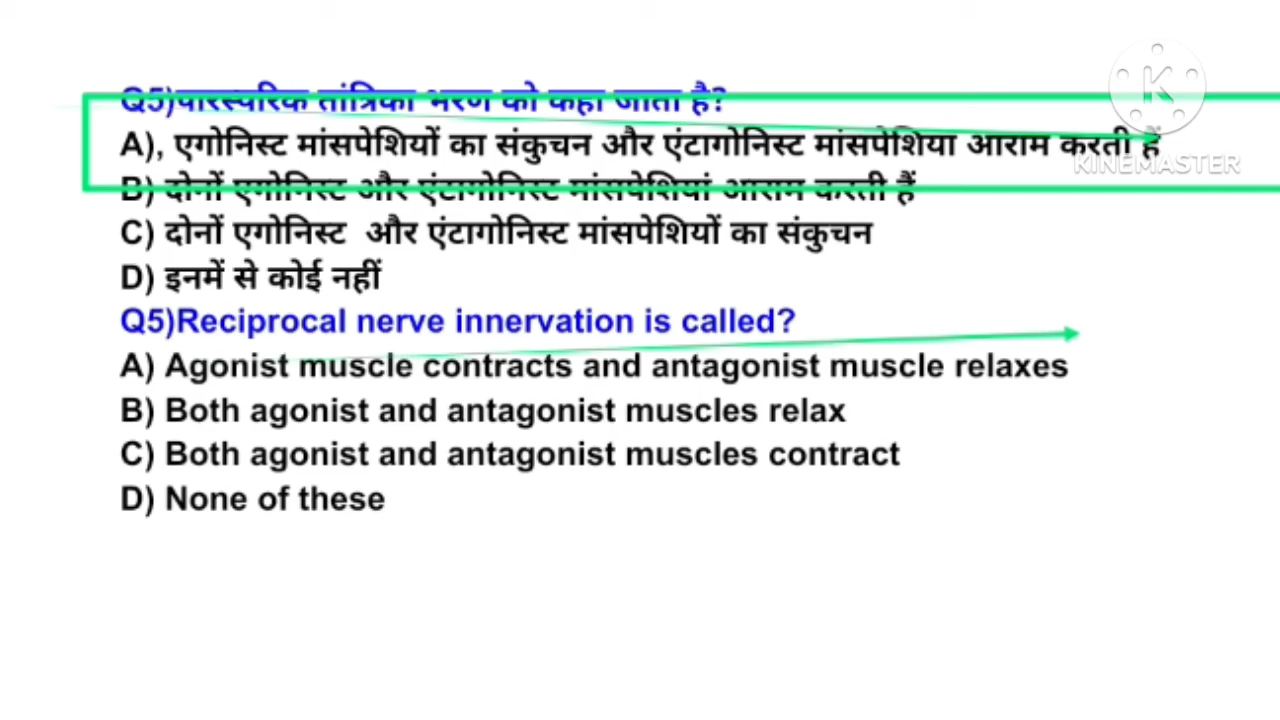 Q5)पारस्परिक तांत्रिका भरण को कहा जाता है?
A), एगोनिस्ट मांसपेशियों का संकुचन और एंटागोनिस्ट मांसपेशिया आराम करती हैं
B) दोनों एगोनिस्ट और एंटागोनिस्ट मांसपेशियां आराम करती हैं
C) दोनों एगोनिस्ट और एंटागोनिस्ट मांसपेशियों का संकुचन
D) इनमें से कोई नहीं
Q5)Reciprocal nerve innervation is called?
A) Agonist muscle contracts and antagonist muscle relaxes
B) Both agonist and antagonist muscles relax
C) Both agonist and antagonist muscles contract
D) None of these
K
KINEMASTER